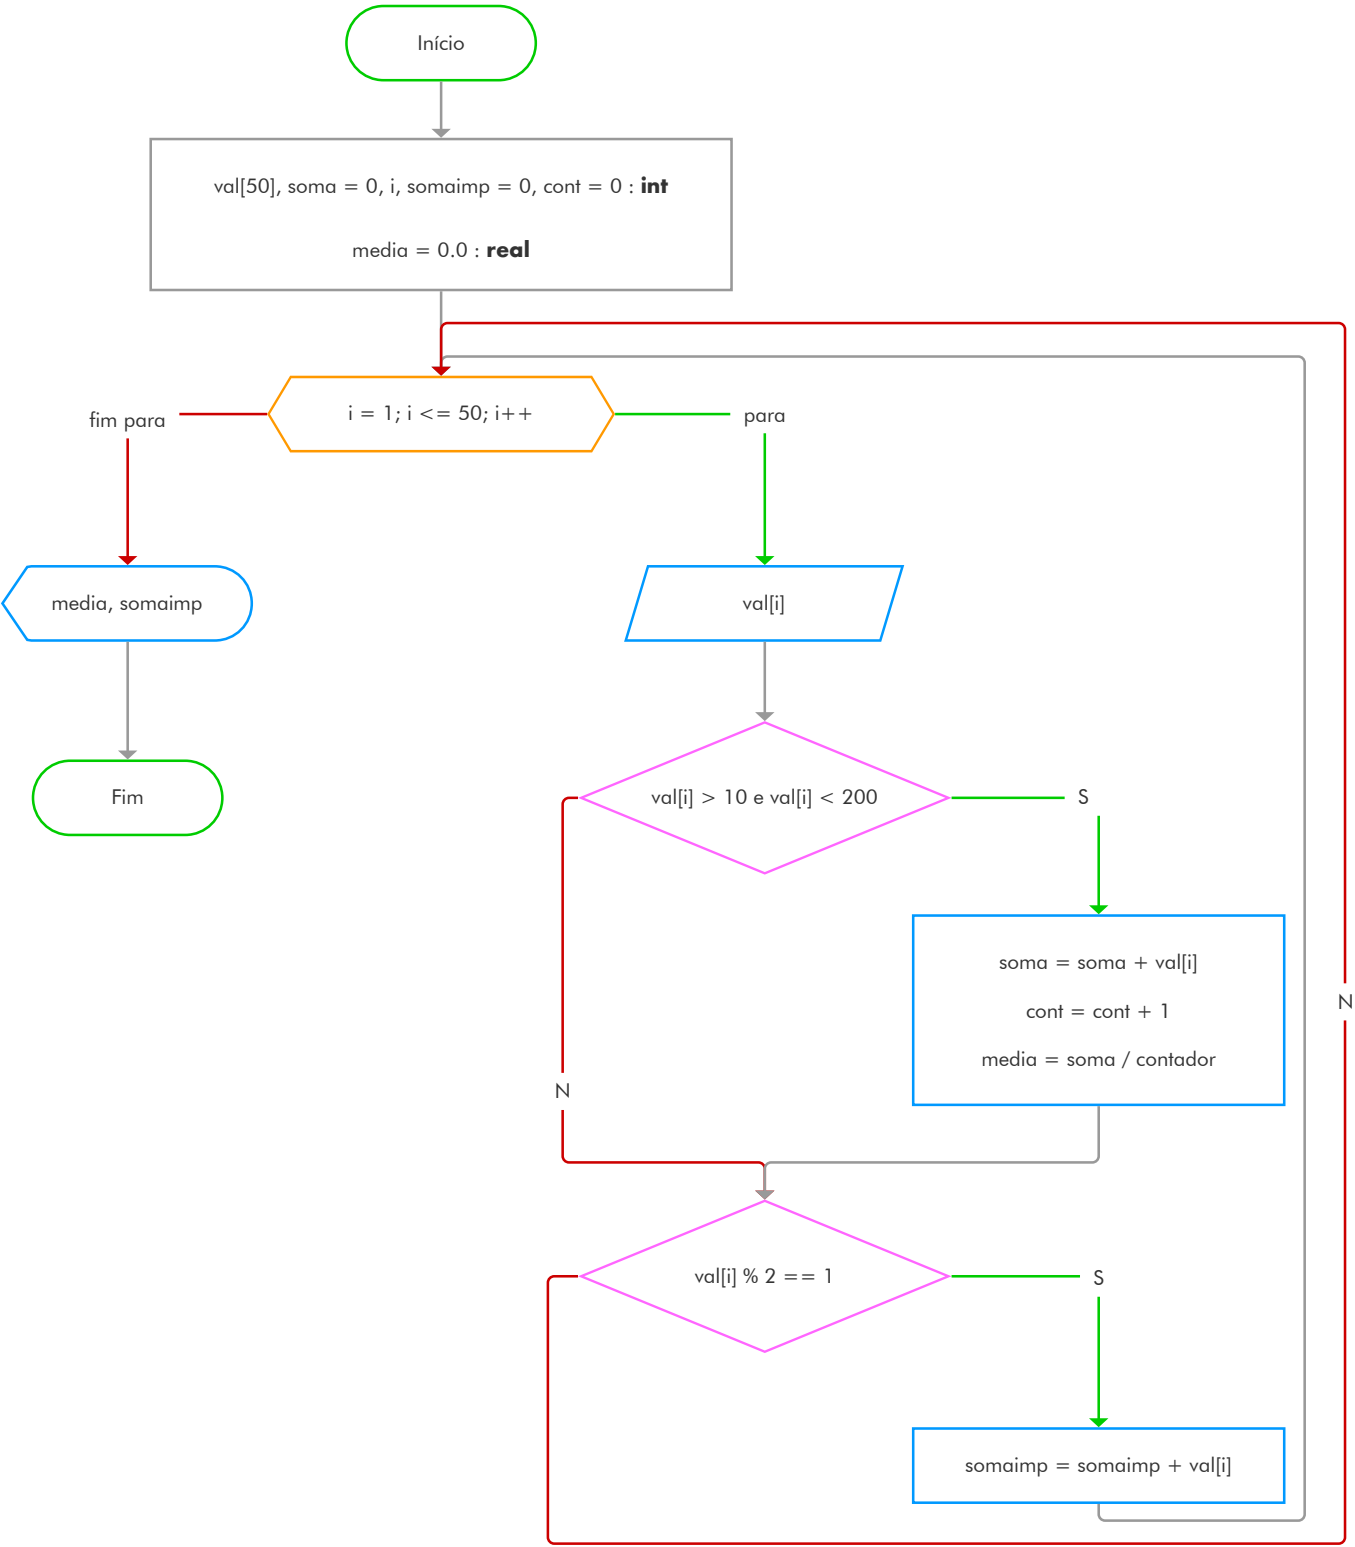 Início
val[50], soma = 0, i, somaimp = 0, cont = 0 : int
media = 0.0 : real
i = 1; i <= 50; i++
fim para
para
media, somaimp
val[i]
Fim
val[i] > 10 e val[i] < 200
S
soma = soma + val[i]
cont = cont + 1
media = soma / contador
N
N
val[i] % 2 == 1
S
somaimp = somaimp + val[i]